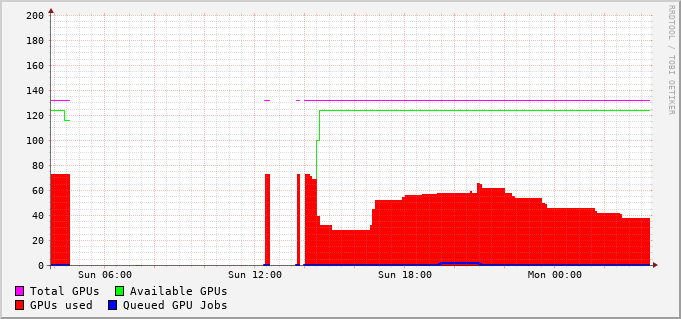 200
180
160
140
120
100
80
60
40
20
0
Sun 06:00 Sun 12:00 Sun 18:00 Mon 00:00
Total GPUs Available GPUs
GPUs used Queued GPU Jobs
RRDTOOL / TOBI OETIKER